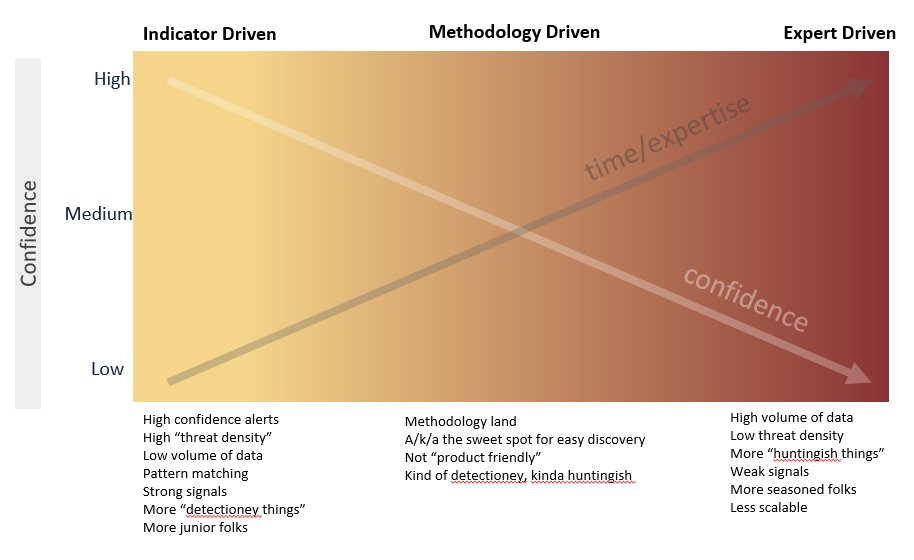 Indicator Driven
Methodology Driven
Expert Driven
Confidence
High
Medium
Low
time/expertise
confidence
High confidence alerts
High “threat density”
Low volume of data
Pattern matching
Strong signals
More “detectioney things”
More junior folks
Methodology land
A/k/a the sweet spot for easy discovery
Not “product friendly”
Kind of detectioney, kinda huntingish
High volume of data
Low threat density
More “huntingish things”
Weak signals
More seasoned folks
Less scalable